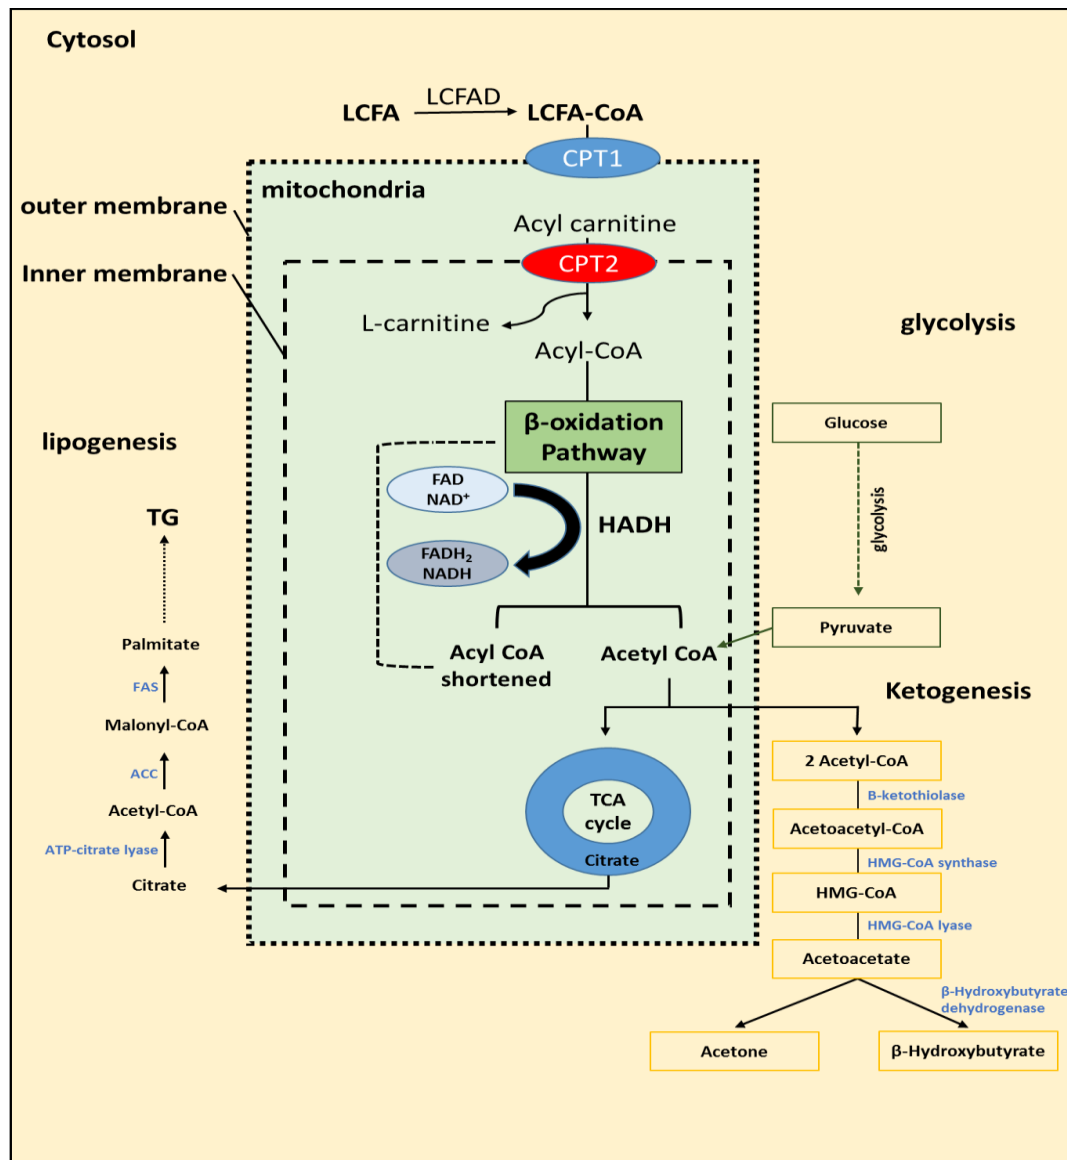 Cytosol
LCFA
LCFAD
LCFA-CoA
CPT1
mitochondria
outer membrane
Acyl carnitine
CPT2
Inner membrane
L-carnitine
Acyl-CoA
glycolysis
β-oxidation
Pathway
Glucose
lipogenesis
FAD
NAD⁺
glycolysis
TG
HADH
FADH₂
NADH
Pyruvate
Palmitate
Acyl CoA
shortened
Acetyl CoA
FAS
Ketogenesis
Malonyl-CoA
2 Acetyl-CoA
ACC
B-ketothiolase
TCA
cycle
Acetyl-CoA
Acetoacetyl-CoA
ATP-citrate lyase
Citrate
HMG-CoA synthase
Citrate
HMG-CoA
HMG-CoA lyase
Acetoacetate
β-Hydroxybutyrate
dehydrogenase
Acetone
β-Hydroxybutyrate